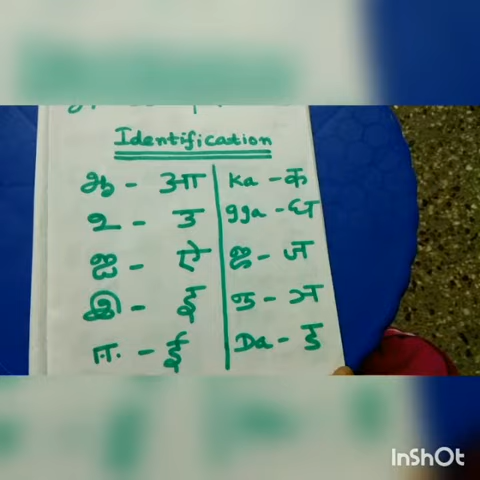 Identification
ஆ - आ
உ - उ
ஐ - ऐ
இ - इ
ஈ - ई
Ka - क
gga - घ
ஜ - ज
ஞ - ञ
Da - ड
InShOt